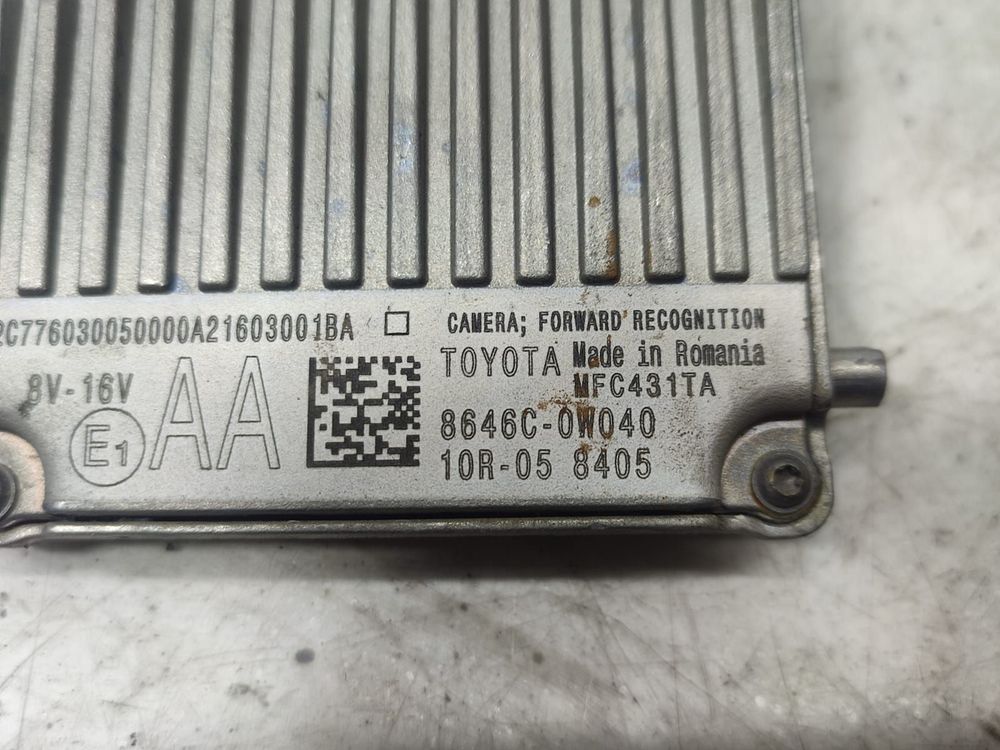 2C776030050000A21603001BA
CAMERA; FORWARD RECOGNITION
TOYOTA Made in Romania
8V-16V
MFC431TA
E1
AA
8646C-0W040
10R-05 8405